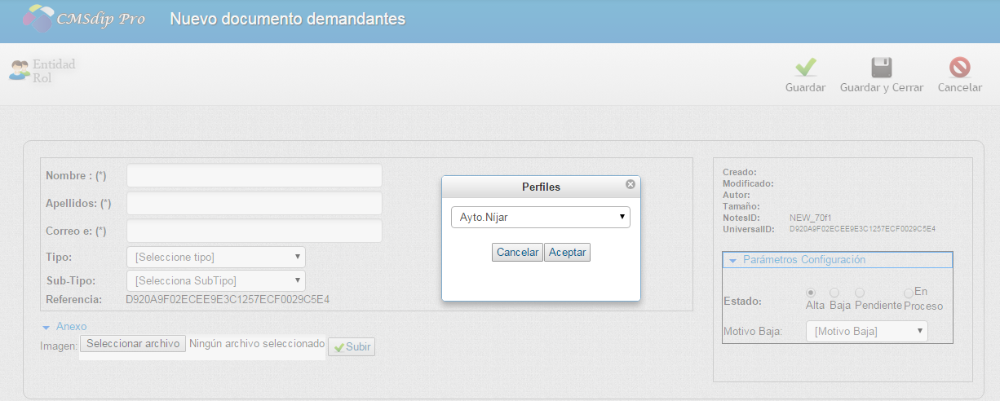 CMSdip Pro Nuevo documento demandantes
Entidad
Rol
Guardar Guardar y Cerrar Cancelar
Nombre : (*)
Apellidos: (*)
Correo e: (*)
Tipo: [Seleccione tipo]
Sub-Tipo: [Selecciona SubTipo]
Referencia: D920A9F02ECEE9E3C1257ECF0029C5E4
Anexo
Imagen: Seleccionar archivo Ningún archivo seleccionado Subir
Perfiles
Ayto.Níjar
Cancelar Aceptar
Creado:
Modificado:
Autor:
Tamaño:
NotesID: NEW_70f1
UniversalID: D920A9F02ECEE9E3C1257ECF0029C5E4
Parámetros Configuración
Estado: Alta Baja Pendiente En Proceso
Motivo Baja: [Motivo Baja]